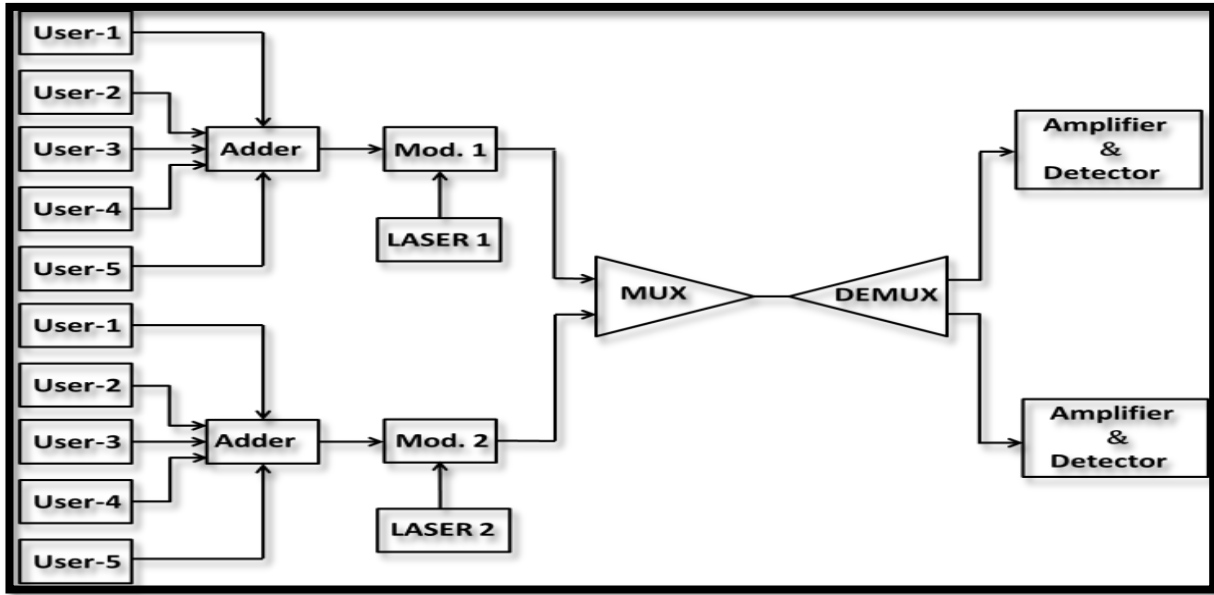 User-1
User-2
User-3
User-4
User-5
Adder
Mod. 1
LASER 1
User-1
User-2
User-3
User-4
User-5
Adder
Mod. 2
LASER 2
MUX
DEMUX
Amplifier
&
Detector
Amplifier
&
Detector